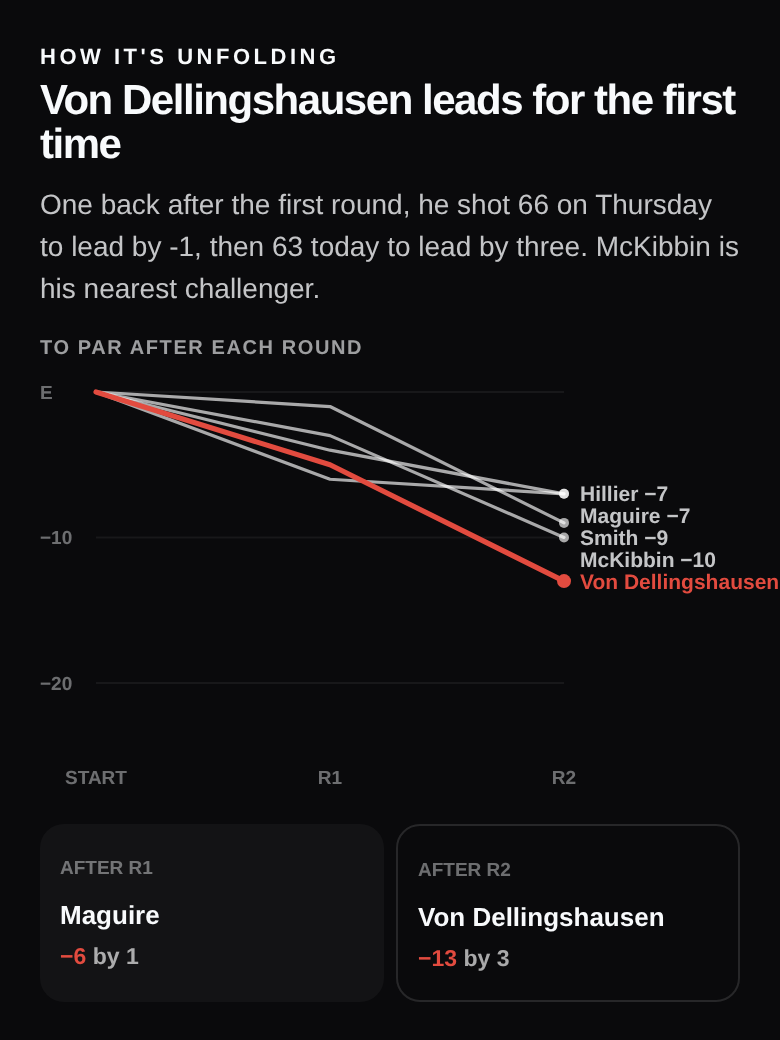 HOW IT'S UNFOLDING
Von Dellingshausen leads for the first
time
One back after the first round, he shot 66 on Thursday
to lead by -1, then 63 today to lead by three. McKibbin is
his nearest challenger.
TO PAR AFTER EACH ROUND
E
Hillier −7
Maguire −7
−10
Smith −9
McKibbin −10
Von Dellingshausen
−20
START
R1
R2
AFTER R1
Maguire
−6 by 1
AFTER R2
Von Dellingshausen
−13 by 3